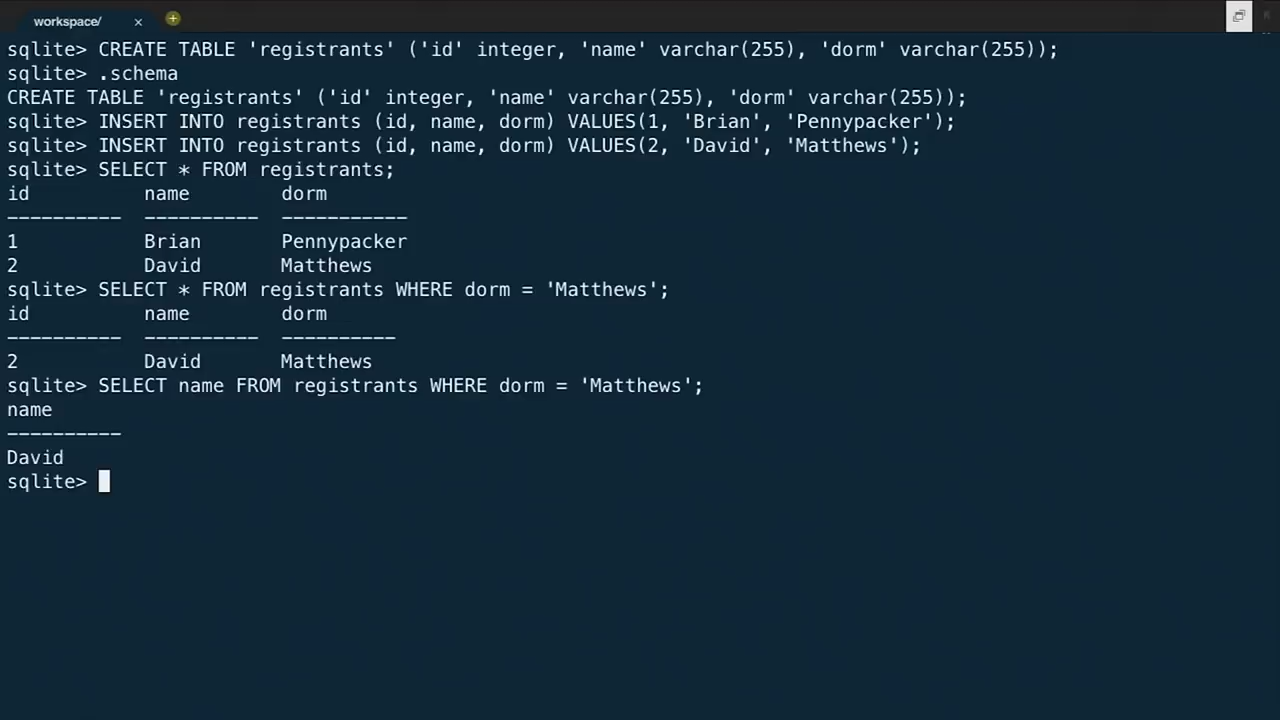 workspace/
sqlite> CREATE TABLE 'registrants' ('id' integer, 'name' varchar(255), 'dorm' varchar(255));
sqlite> .schema
CREATE TABLE 'registrants' ('id' integer, 'name' varchar(255), 'dorm' varchar(255));
sqlite> INSERT INTO registrants (id, name, dorm) VALUES(1, 'Brian', 'Pennypacker');
sqlite> INSERT INTO registrants (id, name, dorm) VALUES(2, 'David', 'Matthews');
sqlite> SELECT * FROM registrants;
id name dorm
---------- ---------- -----------
1 Brian Pennypacker
2 David Matthews
sqlite> SELECT * FROM registrants WHERE dorm = 'Matthews';
id name dorm
---------- ---------- ----------
2 David Matthews
sqlite> SELECT name FROM registrants WHERE dorm = 'Matthews';
name
----------
David
sqlite>